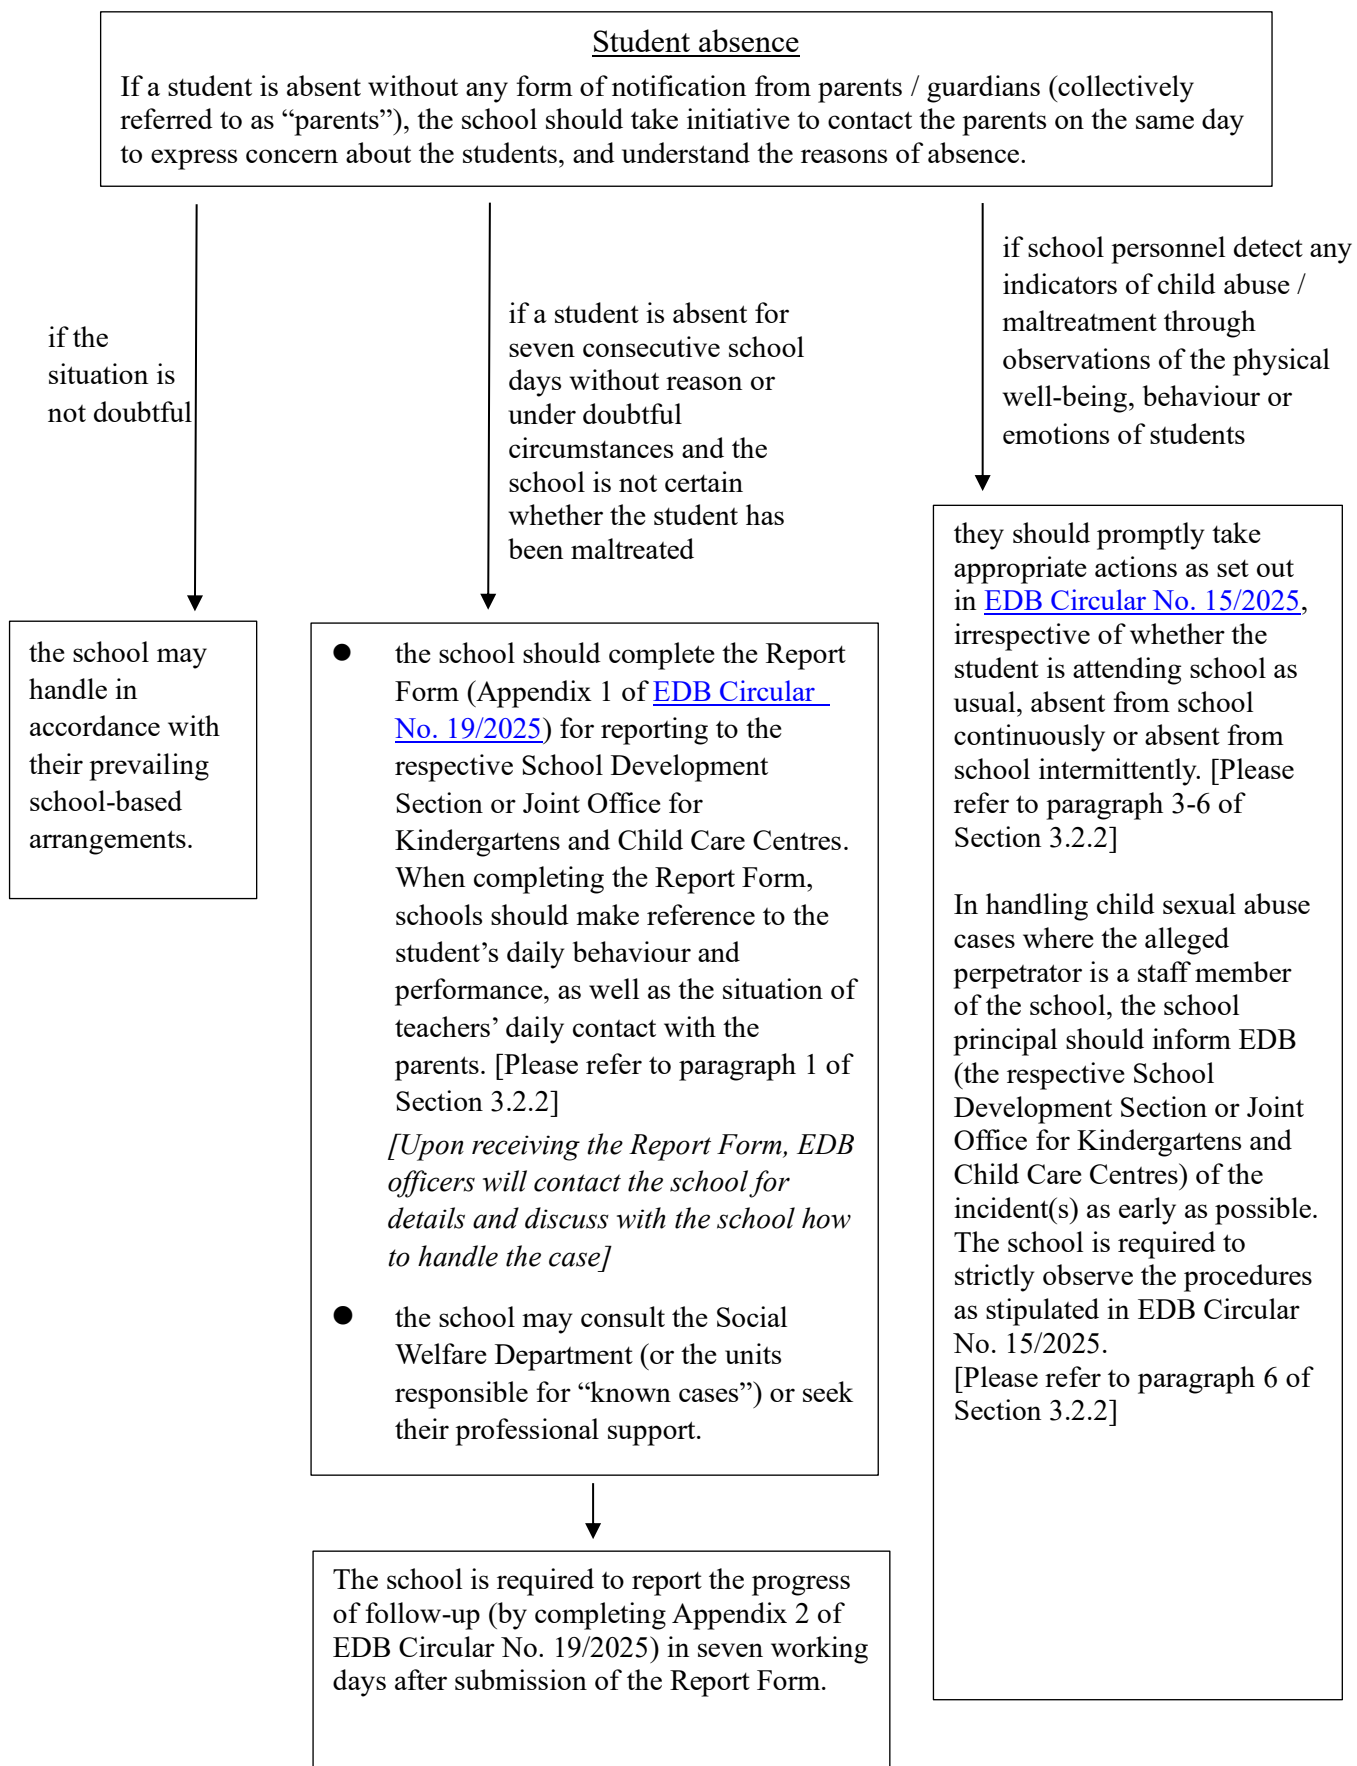 Student absence
If a student is absent without any form of notification from parents / guardians (collectively
referred to as “parents”), the school should take initiative to contact the parents on the same day
to express concern about the students, and understand the reasons of absence.
if the
situation is
not doubtful
if a student is absent for
seven consecutive school
days without reason or
under doubtful
circumstances and the
school is not certain
whether the student has
been maltreated
if school personnel detect any
indicators of child abuse /
maltreatment through
observations of the physical
well-being, behaviour or
emotions of students
the school may
handle in
accordance with
their prevailing
school-based
arrangements.
● the school should complete the Report
Form (Appendix 1 of EDB Circular
No. 19/2025) for reporting to the
respective School Development
Section or Joint Office for
Kindergartens and Child Care Centres.
When completing the Report Form,
schools should make reference to the
student’s daily behaviour and
performance, as well as the situation of
teachers’ daily contact with the
parents. [Please refer to paragraph 1 of
Section 3.2.2]
[Upon receiving the Report Form, EDB
officers will contact the school for
details and discuss with the school how
to handle the case]
● the school may consult the Social
Welfare Department (or the units
responsible for “known cases”) or seek
their professional support.
they should promptly take
appropriate actions as set out
in EDB Circular No. 15/2025,
irrespective of whether the
student is attending school as
usual, absent from school
continuously or absent from
school intermittently. [Please
refer to paragraph 3-6 of
Section 3.2.2]
In handling child sexual abuse
cases where the alleged
perpetrator is a staff member
of the school, the school
principal should inform EDB
(the respective School
Development Section or Joint
Office for Kindergartens and
Child Care Centres) of the
incident(s) as early as possible.
The school is required to
strictly observe the procedures
as stipulated in EDB Circular
No. 15/2025.
[Please refer to paragraph 6 of
Section 3.2.2]
The school is required to report the progress
of follow-up (by completing Appendix 2 of
EDB Circular No. 19/2025) in seven working
days after submission of the Report Form.